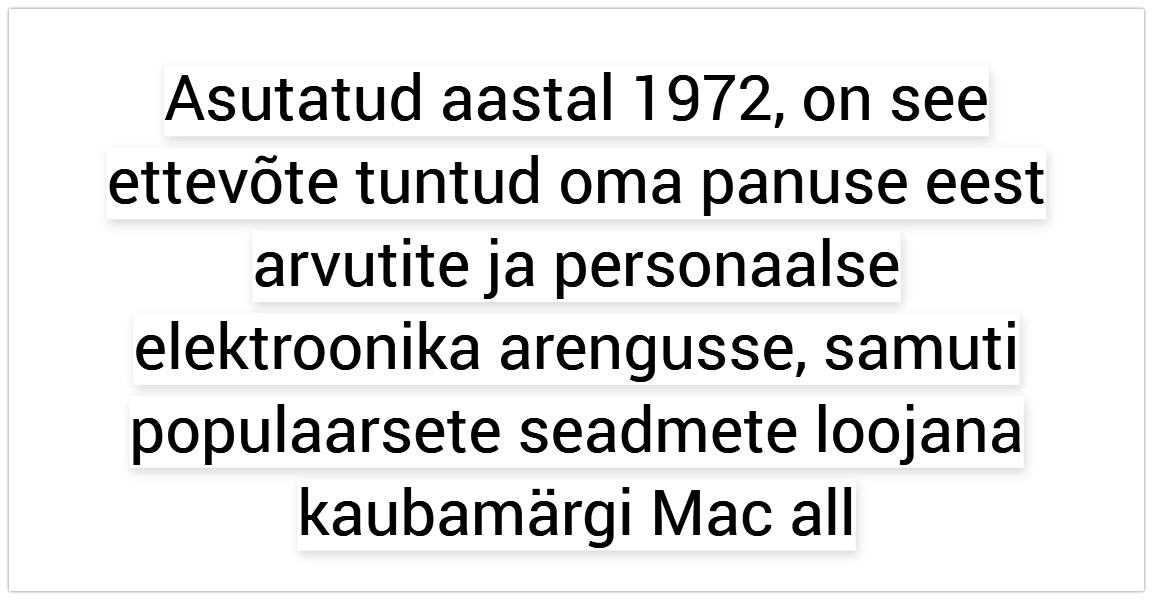 Asutatud aastal 1972, on see
ettevõte tuntud oma panuse eest
arvutite ja personaalse
elektroonika arengusse, samuti
populaarsete seadmete loojana
kaubamärgi Mac all